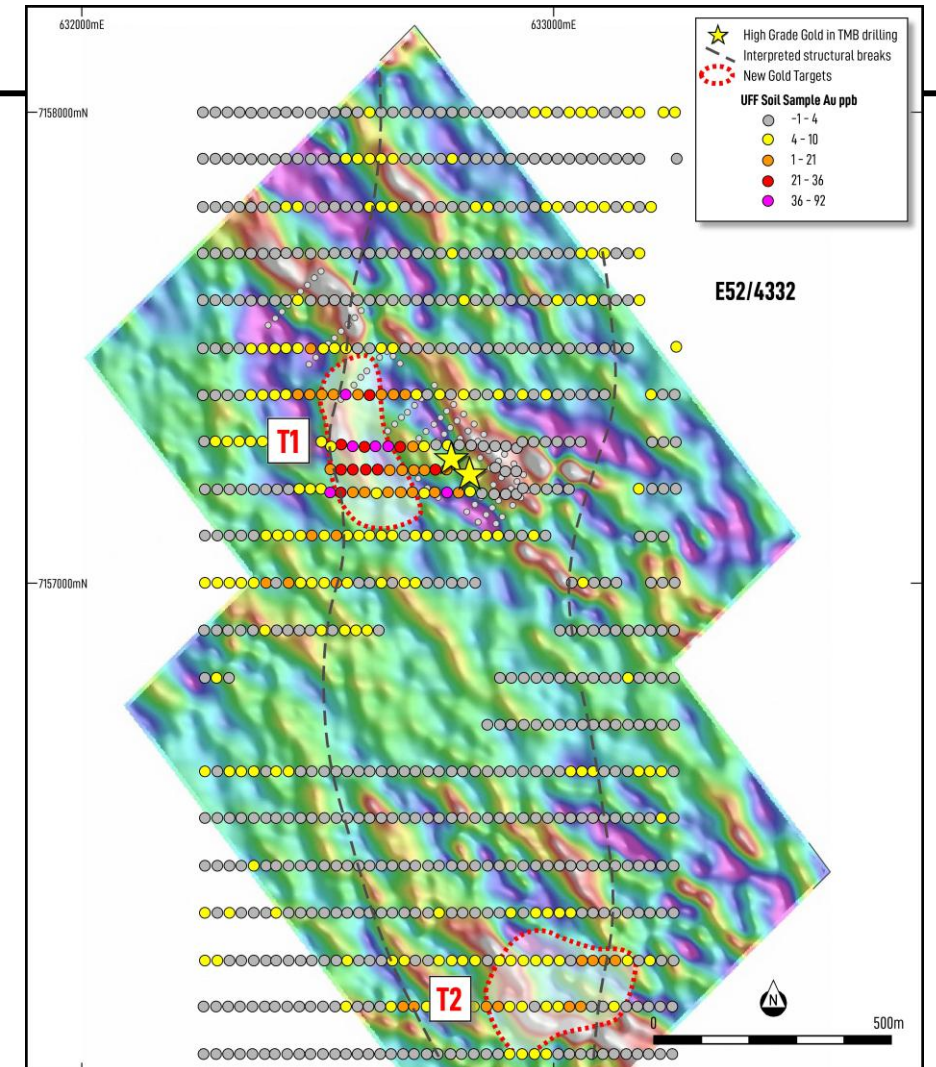 632000mE
633000mE
High Grade Gold in TMB drilling
Interpreted structural breaks
New Gold Targets
UFF Soil Sample Au ppb
-1 - 4
4 - 10
1 - 21
21 - 36
36 - 92
7158000mN
E52/4332
T1
7157000mN
T2
N
0
500m